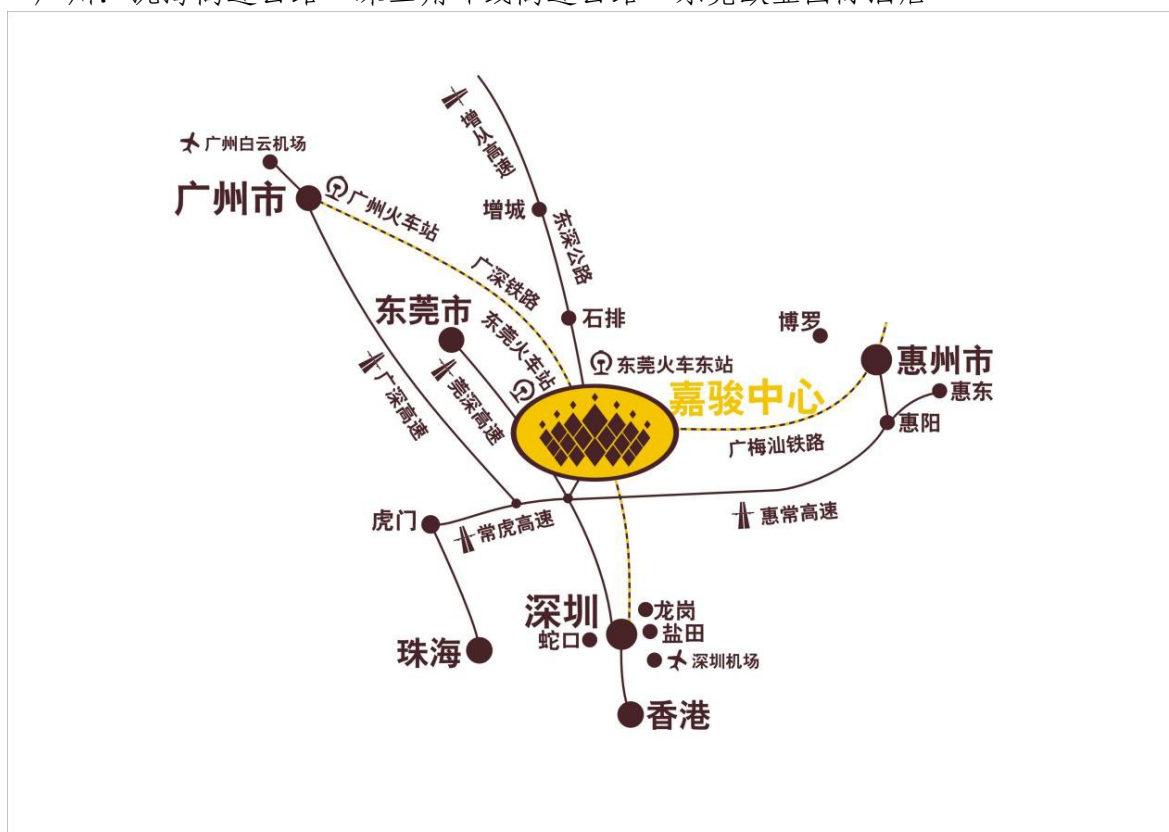 广州白云机场
增从高速
广州市
广州火车站
增城
东深公路
广深铁路
东莞市
石排
博罗
东莞火车站
东莞火车东站
惠州市
广深高速
莞深高速
嘉骏中心
惠东
惠阳
广梅汕铁路
虎门
常虎高速
惠常高速
深圳
龙岗
蛇口
盐田
珠海
深圳机场
香港